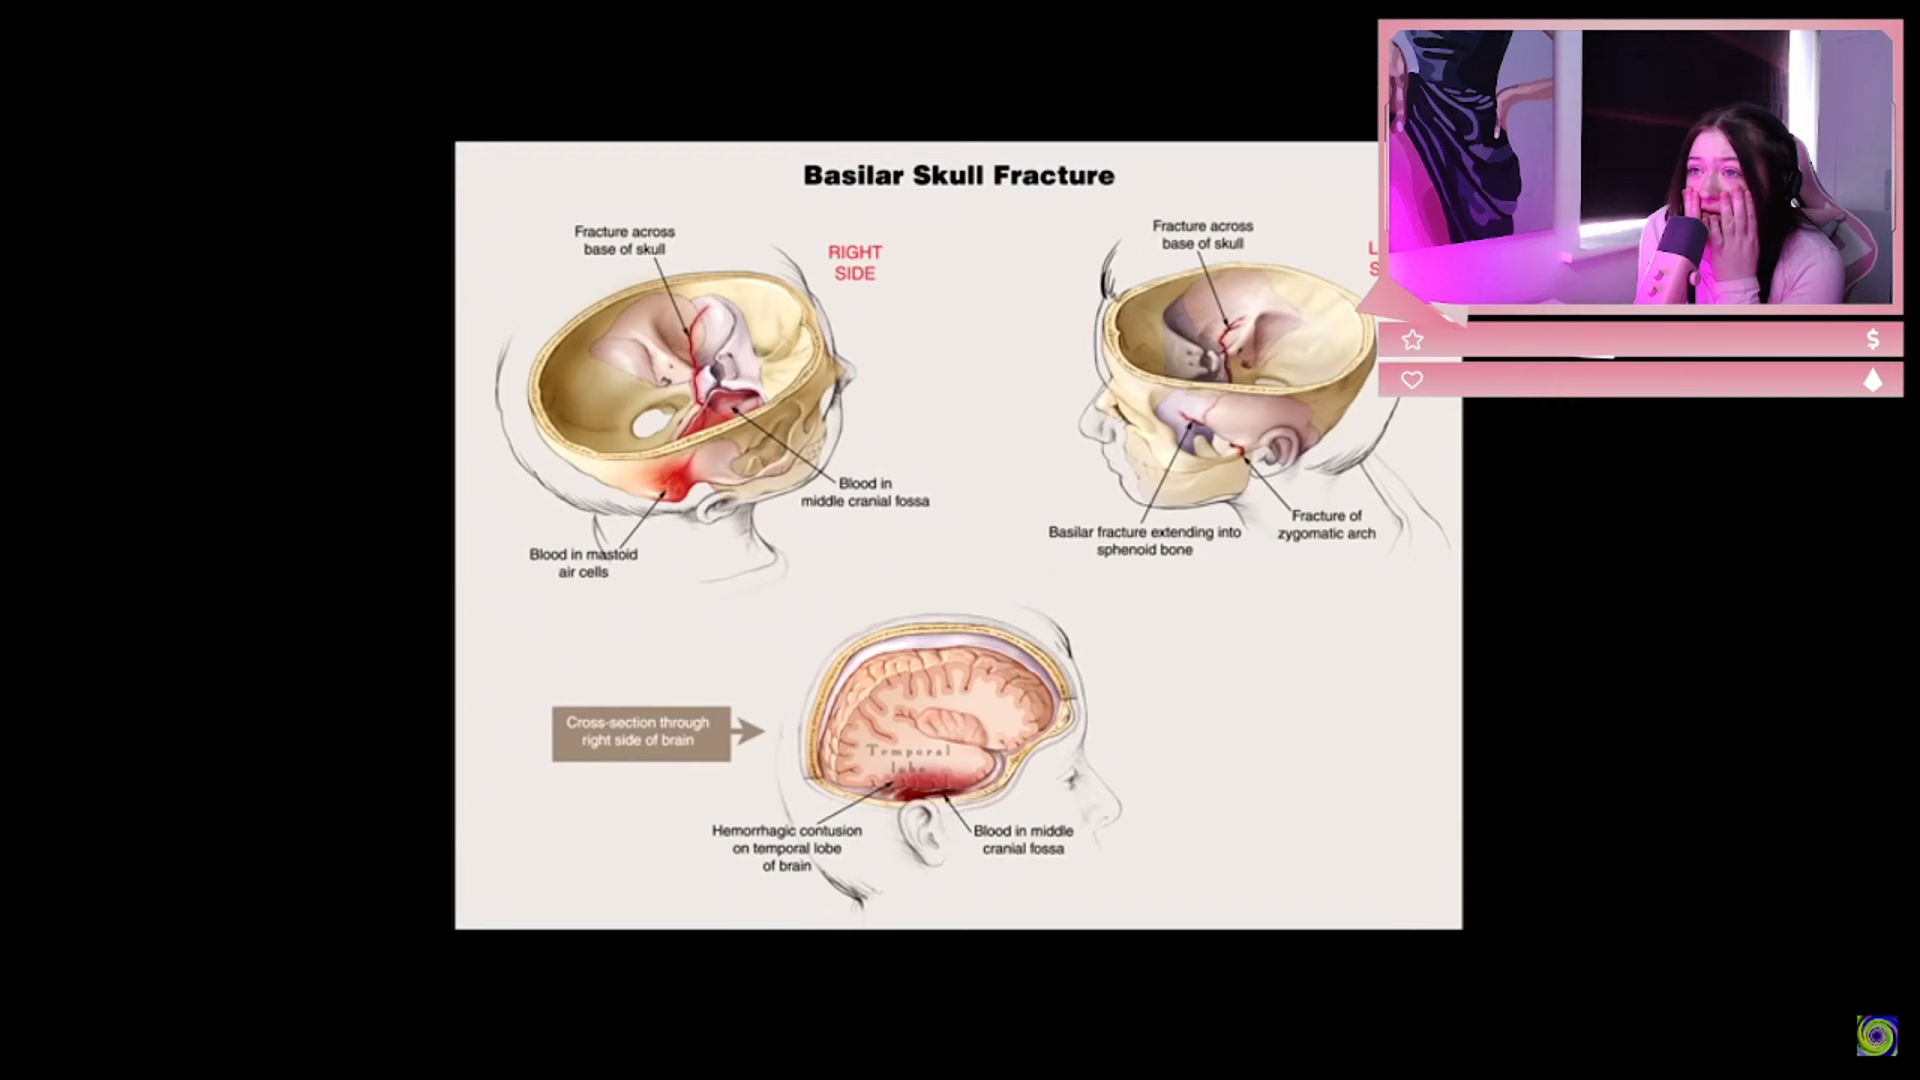 Basilar Skull Fracture
Fracture across
base of skull
RIGHT
SIDE
Fracture across
base of skull
L
S
Blood in
middle cranial fossa
Blood in mastoid
air cells
Basilar fracture extending into
sphenoid bone
Fracture of
zygomatic arch
Cross-section through
right side of brain
Temporal
lobe
Hemorrhagic contusion
on temporal lobe
of brain
Blood in middle
cranial fossa
$